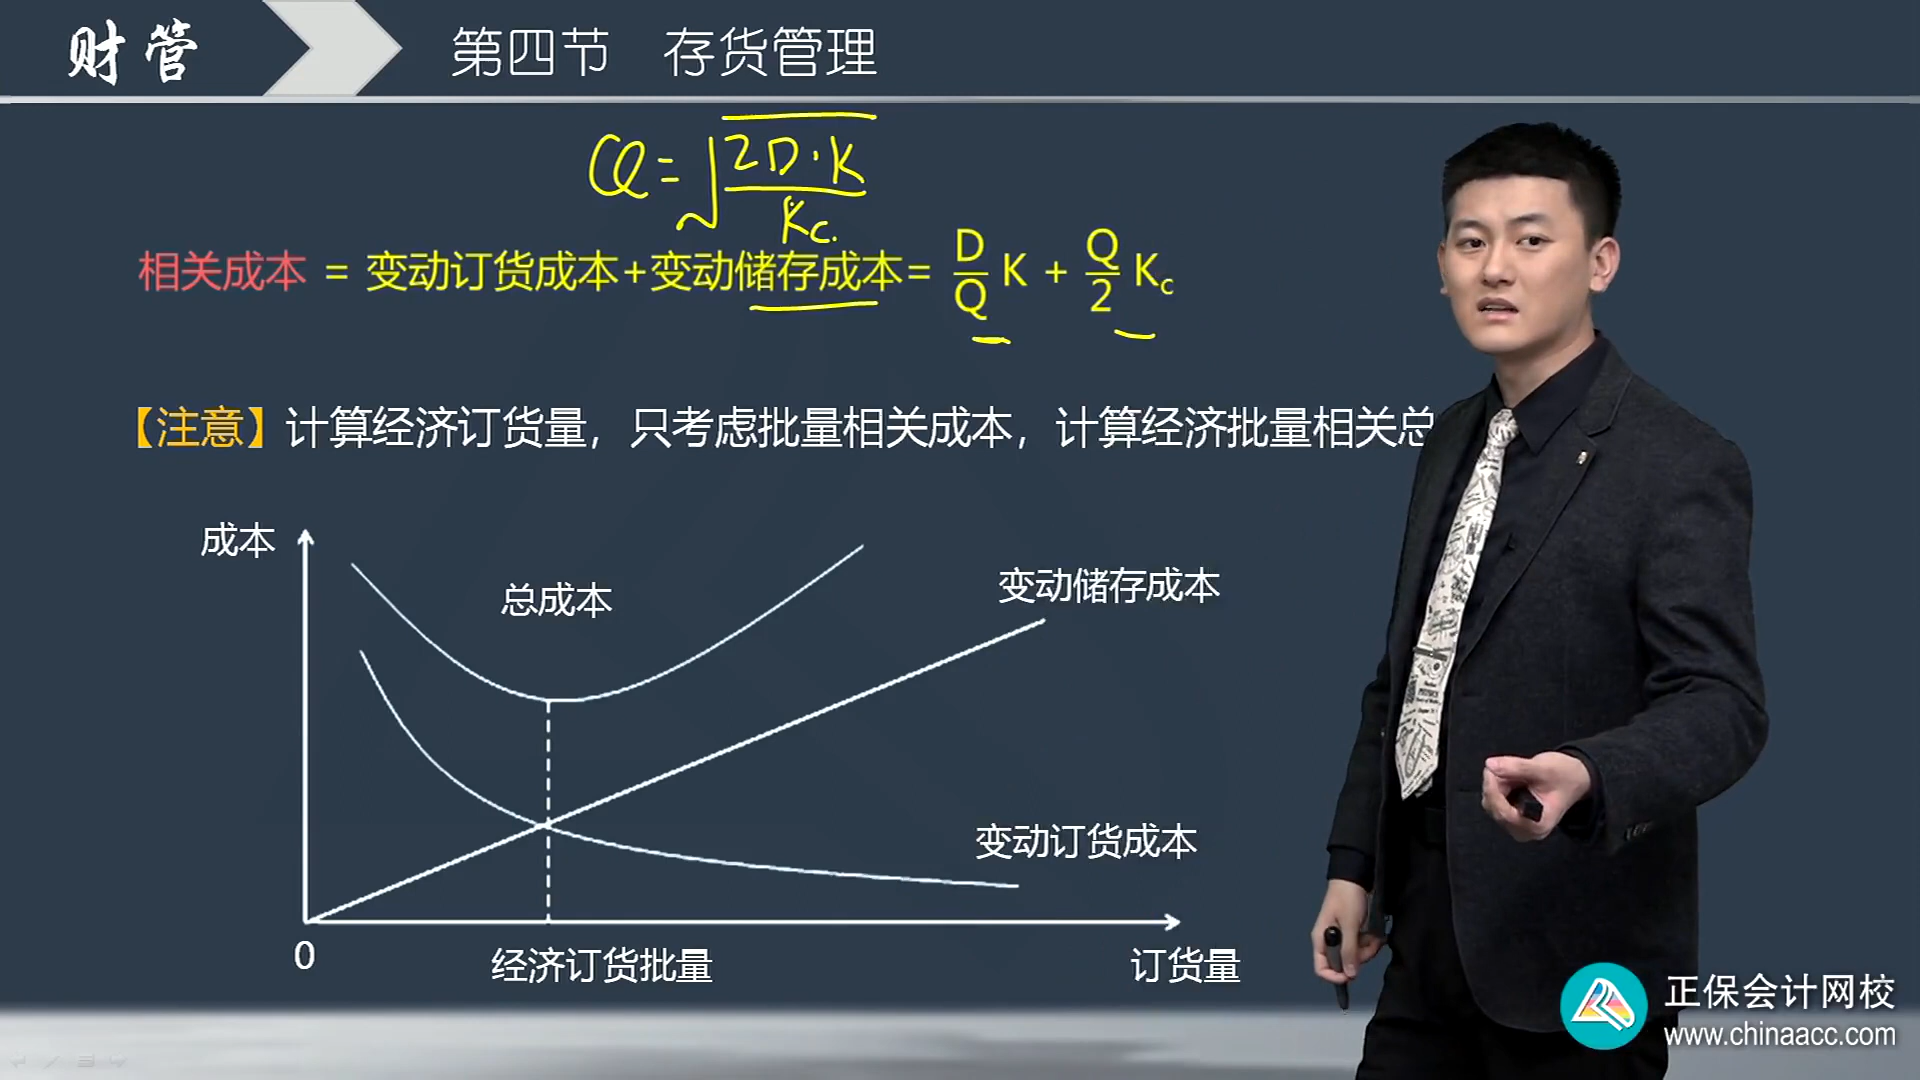 财管
第四节 存货管理
Q=√2D·K/Kc
相关成本 = 变动订货成本+变动储存成本= D/Q K + Q/2 Kc
【注意】计算经济订货量，只考虑批量相关成本，计算经济批量相关总
成本
总成本
变动储存成本
变动订货成本
0
经济订货批量
订货量
正保会计网校
www.chinaacc.com